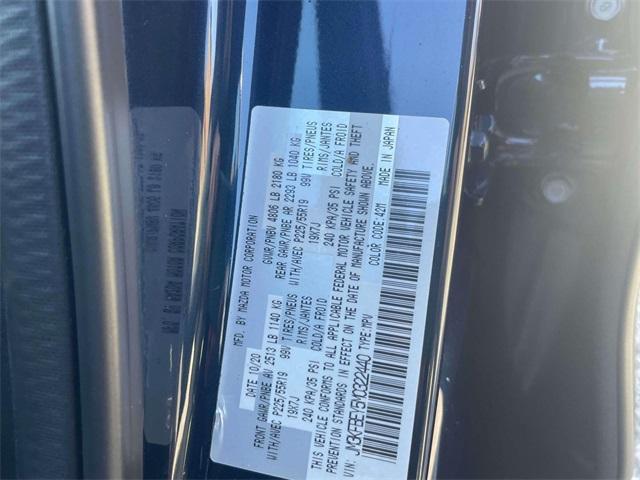 MFD. BY MAZDA MOTOR CORPORATION
DATE 10/20 GVWR/PNBV 4806 LB 2180 KG
FRONT GAWR/PNBE AV 2513 LB 1140 KG REAR GAWR/PNBE AR 2293 LB 1040 KG
WITH/AVEC P225/55R19 99V TIRES/PNEUS WITH/AVEC P225/55R19 99V TIRES/PNEUS
19X7J RIMS/JANTES 19X7J RIMS/JANTES
240 KPA/35 PSI COLD/A FROID 240 KPA/35 PSI COLD/A FROID
THIS VEHICLE CONFORMS TO ALL APPLICABLE FEDERAL MOTOR VEHICLE SAFETY AND THEFT
PREVENTION STANDARDS IN EFFECT ON THE DATE OF MANUFACTURE SHOWN ABOVE.
VIN: TYPE:MPV COLOR CODE:42M MADE IN JAPAN